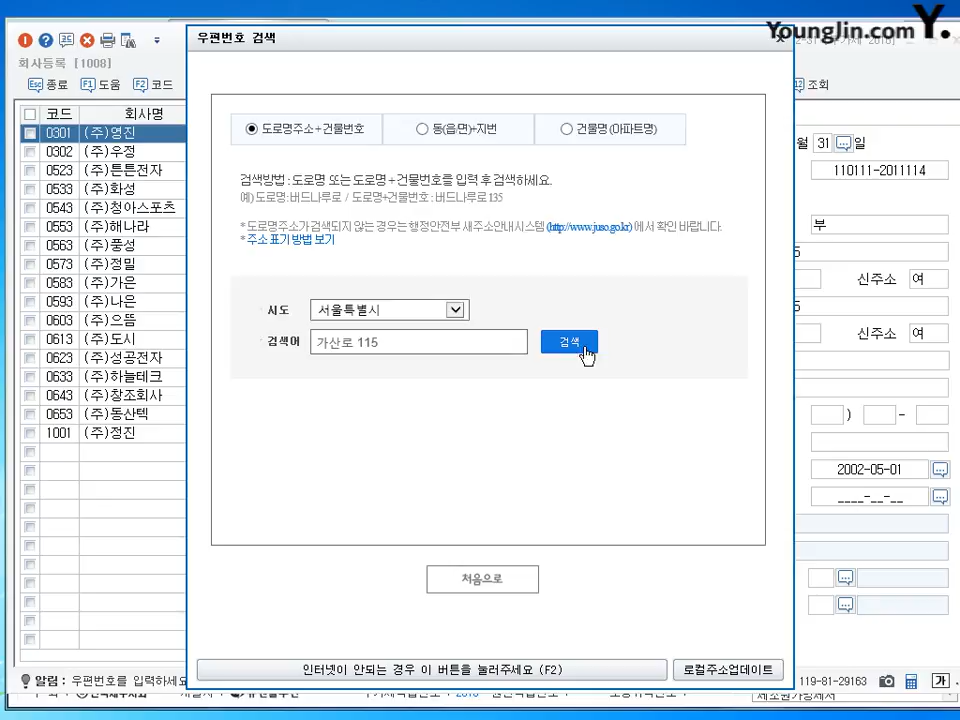 Younglin.com Y.
우편번호 검색
회사등록 [1008]
Esc 종료 F1 도움 F2 코드
조회
코드 회사명
0301 (주)영진
0302 (주)우정
0523 (주)튼튼전자
0533 (주)화성
0543 (주)청아스포츠
0553 (주)해나라
0563 (주)풍성
0573 (주)정밀
0583 (주)가은
0593 (주)나은
0603 (주)으뜸
0613 (주)도시
0623 (주)성공전자
0633 (주)하늘테크
0643 (주)창조회사
0653 (주)동산텍
1001 (주)정진
도로명주소+건물번호 동(읍/면)+지번 건물명(아파트명)
검색방법 : 도로명 또는 도로명+건물번호를 입력 후 검색하세요.
예) 도로명: 버드나루로 / 도로명+건물번호 : 버드나루로 135
* 도로명주소가 검색되지 않는 경우는 행정안전부 새주소안내시스템 (http://www.juso.go.kr) 에서 확인 바랍니다.
* 주소 표기 방법 보기
시도 서울특별시
검색어 가산로 115 검색
처음으로
인터넷이 안되는 경우 이 버튼을 눌러주세요 (F2) 로컬주소업데이트
월 31 일
110111-2011114
부
5
신주소 여
5
신주소 여
) -
2002-05-01
____-__-__
알림 : 우편번호를 입력하세요
119-81-29163 가